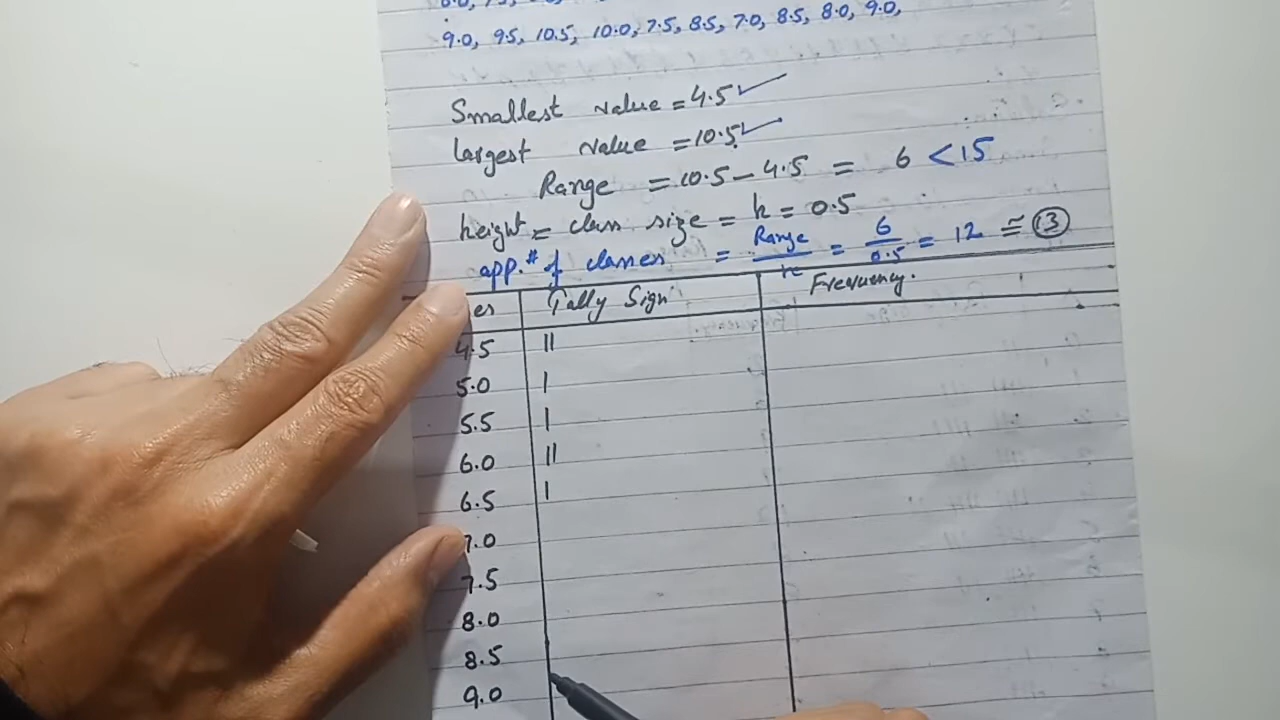 9.0, 9.5, 10.5, 10.0, 7.5, 8.5, 7.0, 8.5, 8.0, 9.0,
Smallest value = 4.5 ✓
largest value = 10.5 ✓
Range = 10.5 - 4.5 = 6 < 15
height = class size = h = 0.5
app. # of classes = Range/h = 6/0.5 = 12 ≅ 13
es Tally Sign Frequency.
4.5 ||
5.0 |
5.5 |
6.0 ||
6.5 |
7.0
7.5
8.0
8.5
9.0